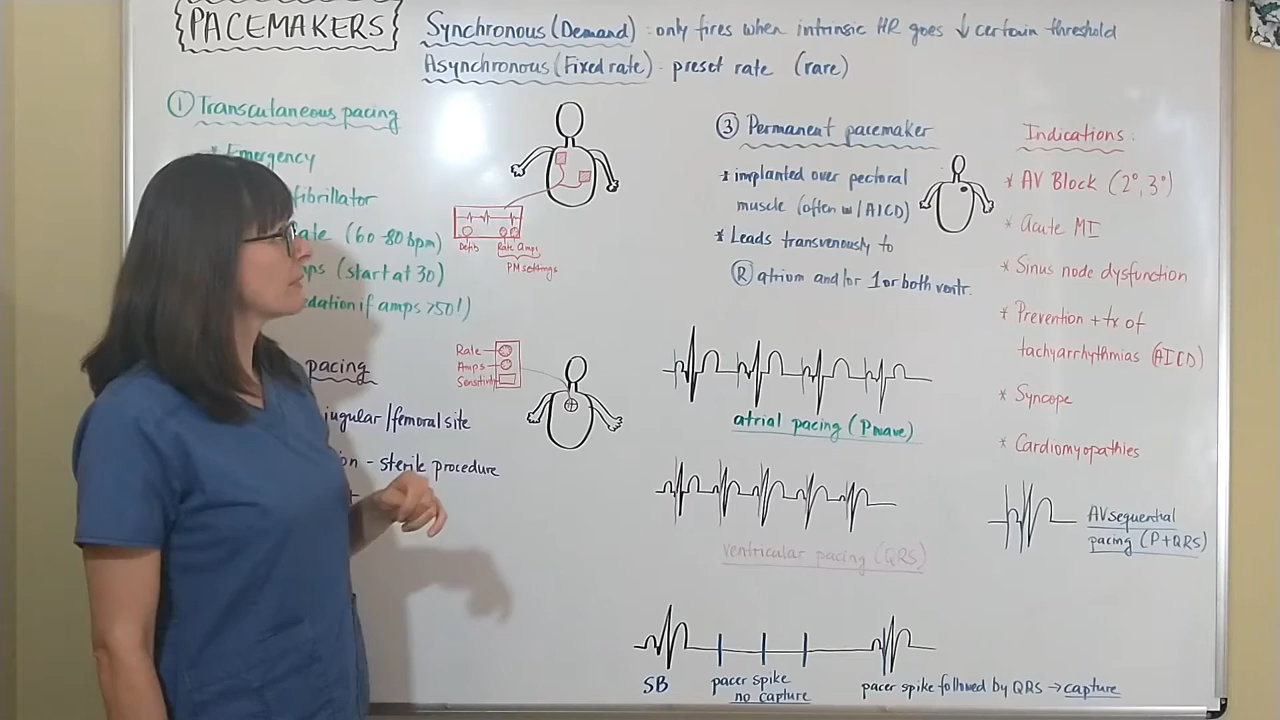 PACEMAKERS
Synchronous (Demand) : only fires when intrinsic HR goes ↓ certain threshold
Asynchronous (Fixed rate) - preset rate (rare)
① Transcutaneous pacing
* Emergency
fibrillator
ate (60-80 bpm)
ps (start at 30)
edation if amps >50!)
Defib
Rate Amps
PM settings
pacing
Rate
Amps
Sensitivity
jugular/femoral site
on - sterile procedure
③ Permanent pacemaker
* implanted over pectoral
muscle (often w/AICD)
* Leads transvenously to
Ⓡ atrium and/or 1 or both ventr.
atrial pacing (P wave)
ventricular pacing (QRS)
SB
pacer spike
no capture
pacer spike followed by QRS → capture
Indications:
* AV Block (2°, 3°)
* Acute MI
* Sinus node dysfunction
* Prevention + tx of
tachyarrhythmias (AICD)
* Syncope
* Cardiomyopathies
AV sequential
pacing (P+QRS)